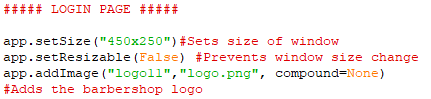 ##### LOGIN PAGE #####
app.setSize("450x250")#Sets size of window
app.setResizable(False) #Prevents window size change
app.addImage("logo11","logo.png", compound=None)
#Adds the barbershop logo